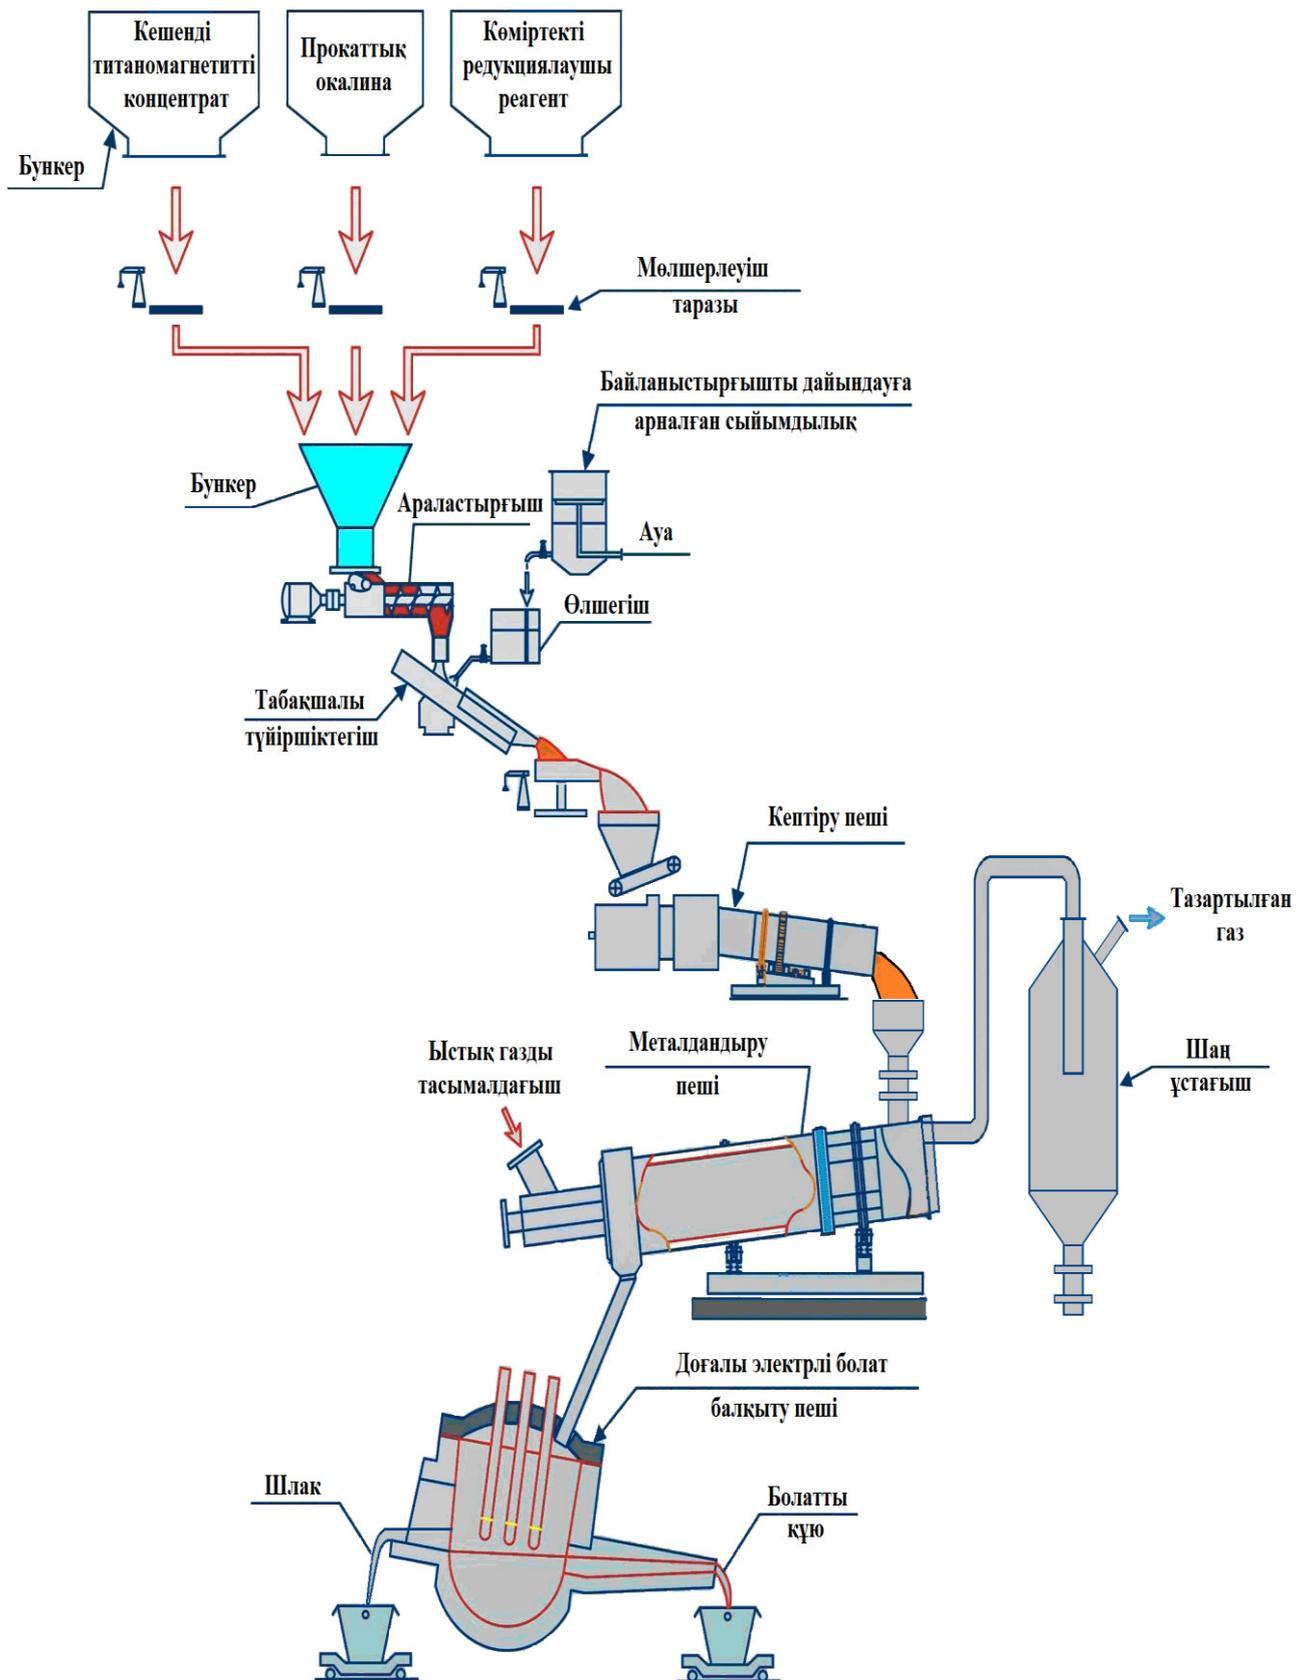 Кешенді
титаномагнетитті
концентрат
Прокаттық
окалина
Көміртекті
редукциялаушы
реагент
Бункер
Мөлшерлеуіш
таразы
Байланыстырғышты дайындауға
арналған сыйымдылық
Бункер
Араластырғыш
Ауа
Өлшегіш
Табақшалы
түйіршіктегіш
Кептіру пеші
Тазартылған
газ
Ыстық газды
тасымалдағыш
Металдандыру
пеші
Шаң
ұстағыш
Доғалы электрлі болат
балқыту пеші
Шлак
Болатты
құю